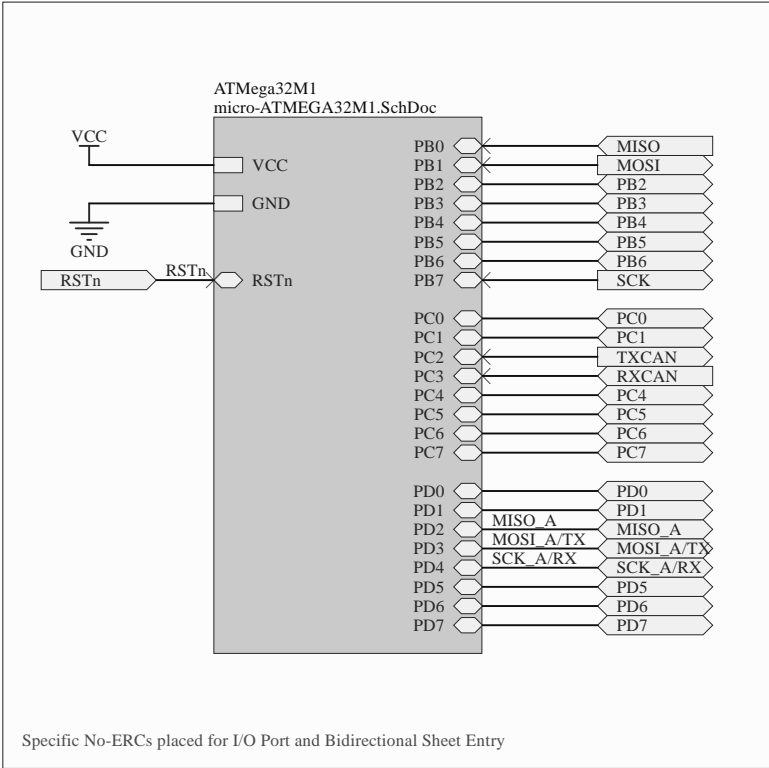 ATMega32M1
micro-ATMEGA32M1.SchDoc
VCC
VCC
GND
GND
RSTn
RSTn
RSTn
PB0 MISO
PB1 MOSI
PB2 PB2
PB3 PB3
PB4 PB4
PB5 PB5
PB6 PB6
PB7 SCK
PC0 PC0
PC1 PC1
PC2 TXCAN
PC3 RXCAN
PC4 PC4
PC5 PC5
PC6 PC6
PC7 PC7
PD0 PD0
PD1 PD1
PD2 MISO_A MISO_A
PD3 MOSI_A/TX MOSI_A/TX
PD4 SCK_A/RX SCK_A/RX
PD5 PD5
PD6 PD6
PD7 PD7
Specific No-ERCs placed for I/O Port and Bidirectional Sheet Entry